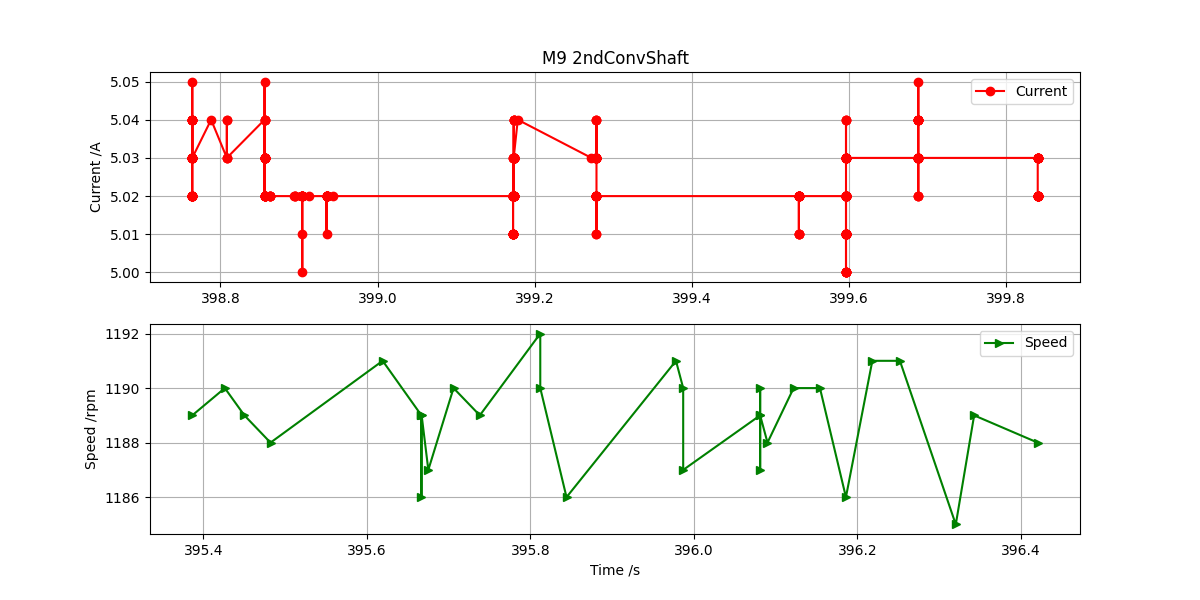 M9 2ndConvShaft
5.05
5.04
5.03
5.02
5.01
5.00
Current /A
Current
398.8 399.0 399.2 399.4 399.6 399.8
1192
1190
1188
1186
Speed /rpm
Speed
395.4 395.6 395.8 396.0 396.2 396.4
Time /s